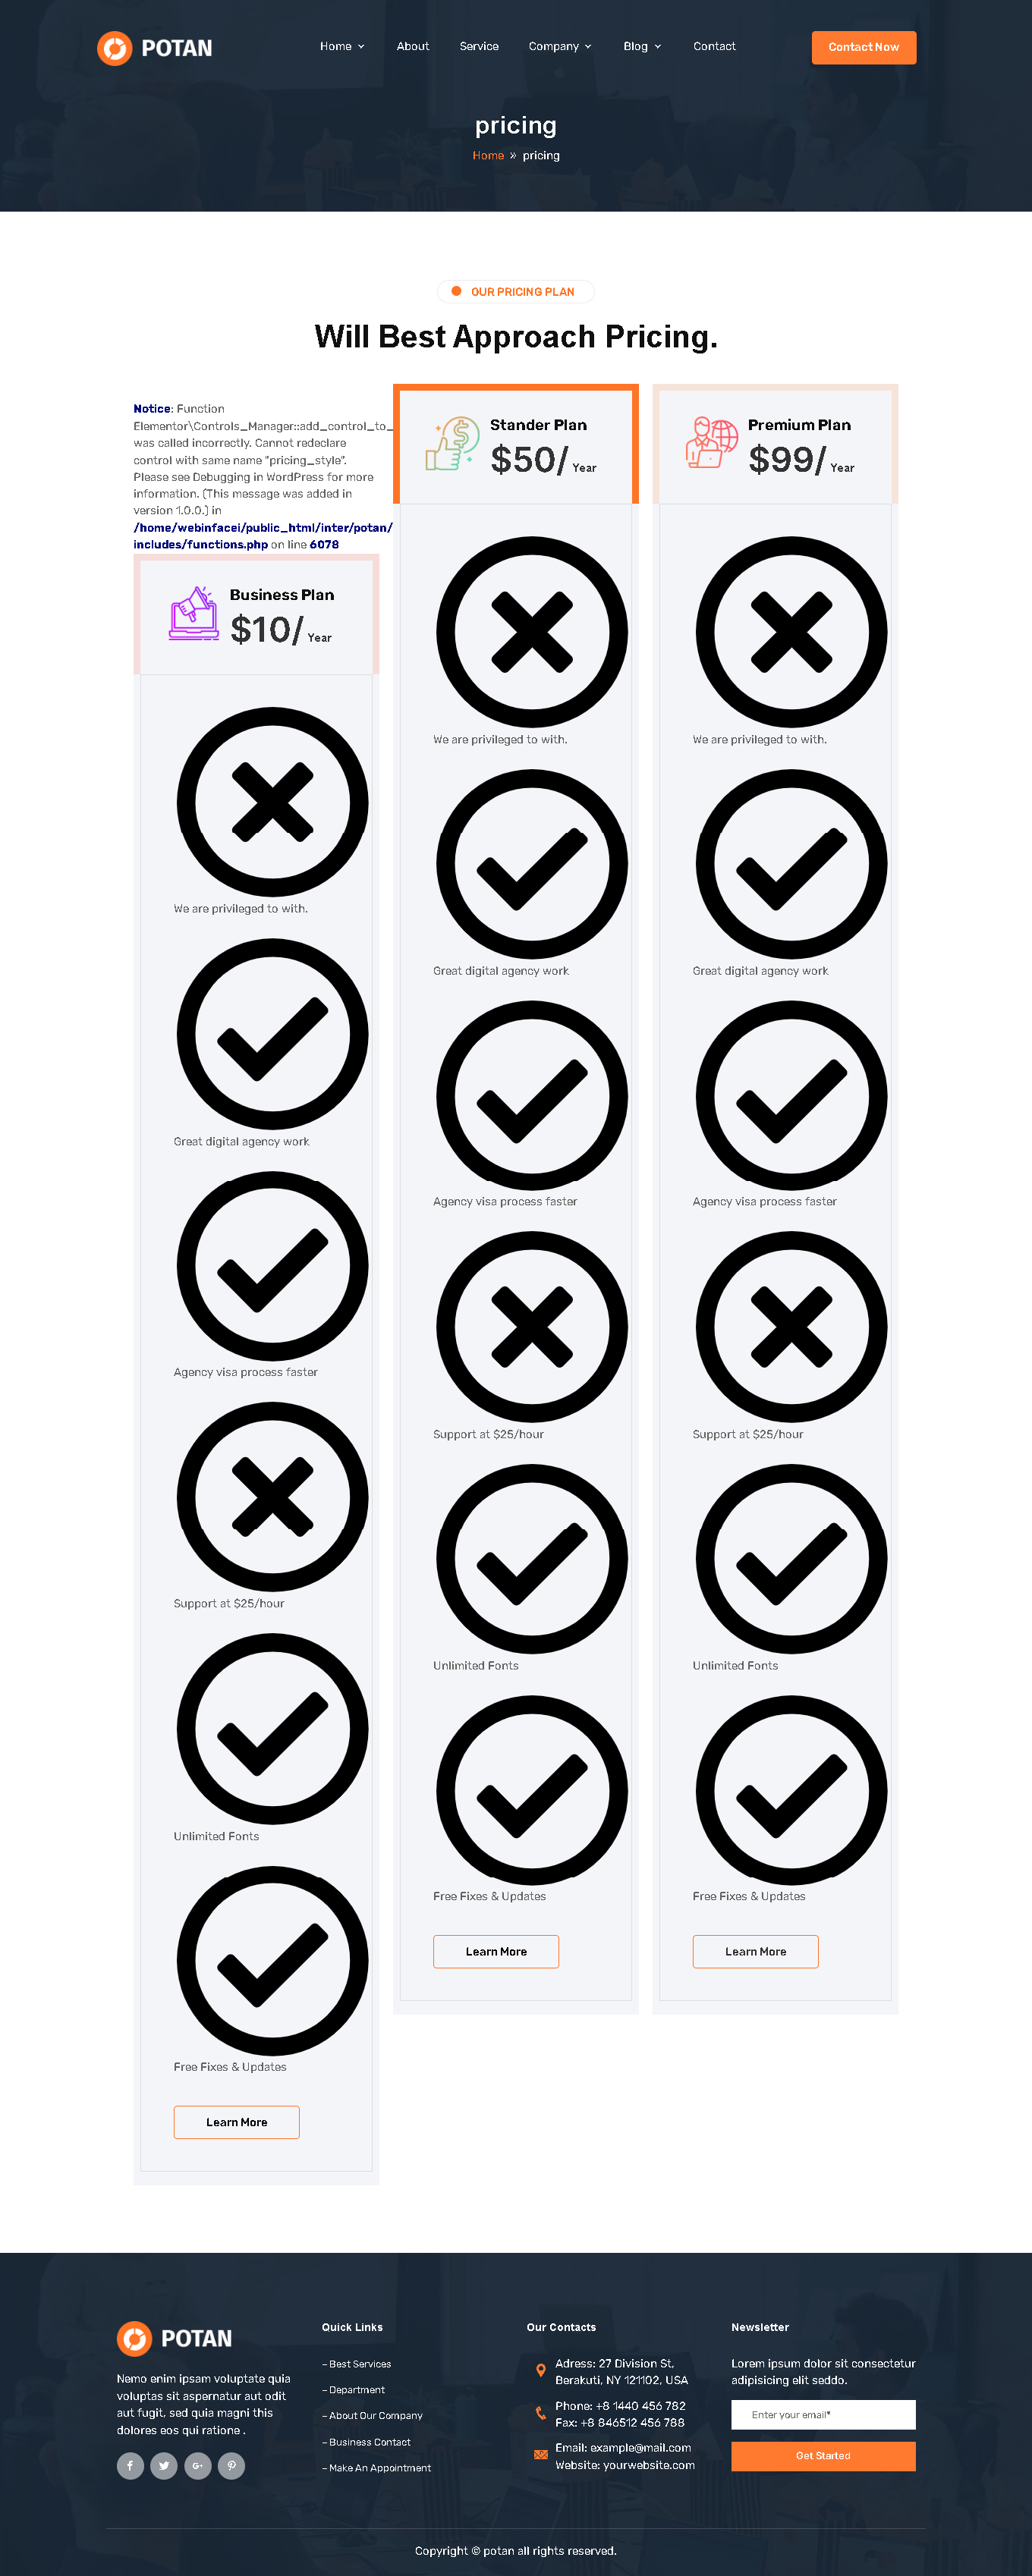 POTAN
Home
About
Service
Company
Blog
Contact
Contact Now
pricing
Home » pricing
OUR PRICING PLAN
Will Best Approach Pricing.
Notice: Function
Elementor\Controls_Manager::add_control_to_
was called incorrectly. Cannot redeclare
control with same name "pricing_style".
Please see Debugging in WordPress for more
information. (This message was added in
version 1.0.0.) in
/home/webinfacei/public_html/inter/potan/
includes/functions.php on line 6078
Business Plan
$10/ Year
We are privileged to with.
Great digital agency work
Agency visa process faster
Support at $25/hour
Unlimited Fonts
Free Fixes & Updates
Learn More
Stander Plan
$50/ Year
We are privileged to with.
Great digital agency work
Agency visa process faster
Support at $25/hour
Unlimited Fonts
Free Fixes & Updates
Learn More
Premium Plan
$99/ Year
We are privileged to with.
Great digital agency work
Agency visa process faster
Support at $25/hour
Unlimited Fonts
Free Fixes & Updates
Learn More
POTAN
Nemo enim ipsam voluptate quia
voluptas sit aspernatur aut odit
aut fugit, sed quia magni this
dolores eos qui ratione .
Quick Links
– Best Services
– Department
– About Our Company
– Business Contact
– Make An Appointment
Our Contacts
Adress: 27 Division St,
Berakuti, NY 121102, USA
Phone: +8 1440 456 782
Fax: +8 846512 456 788
Email: example@mail.com
Website: yourwebsite.com
Newsletter
Lorem ipsum dolor sit consectetur
adipisicing elit seddo.
Enter your email*
Get Started
Copyright © potan all rights reserved.